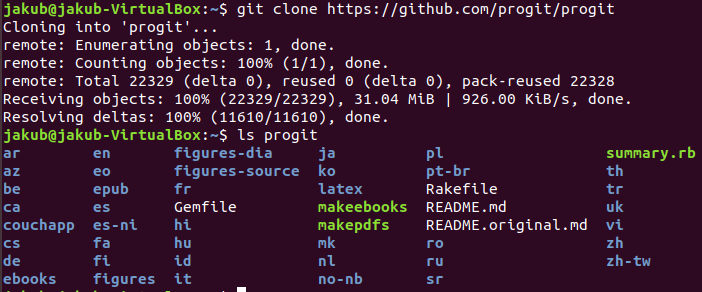 jakub@jakub-VirtualBox:~$ git clone https://github.com/progit/progit
Cloning into 'progit'...
remote: Enumerating objects: 1, done.
remote: Counting objects: 100% (1/1), done.
remote: Total 22329 (delta 0), reused 0 (delta 0), pack-reused 22328
Receiving objects: 100% (22329/22329), 31.04 MiB | 926.00 KiB/s, done.
Resolving deltas: 100% (11610/11610), done.
jakub@jakub-VirtualBox:~$ ls progit
ar en figures-dia ja pl summary.rb
az eo figures-source ko pt-br th
be epub fr latex Rakefile tr
ca es Gemfile makeebooks README.md uk
couchapp es-ni hi makepdfs README.original.md vi
cs fa hu mk ro zh
de fi id nl ru zh-tw
ebooks figures it no-nb sr